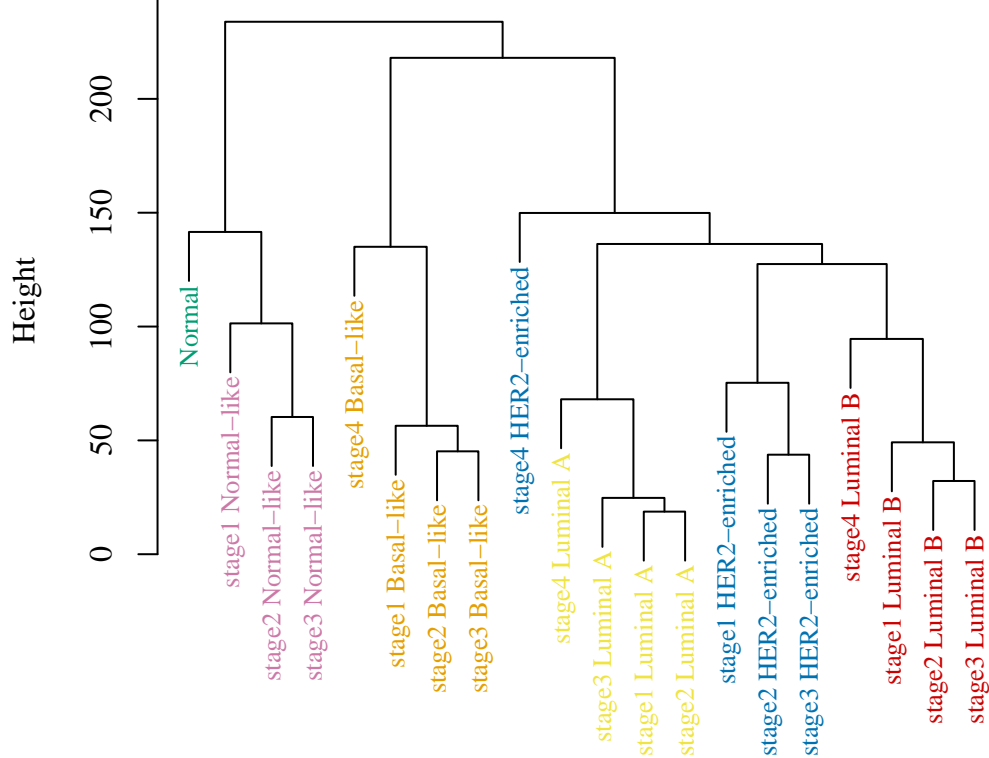 Height
200
150
100
50
0
Normal
stage1 Normal−like
stage2 Normal−like
stage3 Normal−like
stage4 Basal−like
stage1 Basal−like
stage2 Basal−like
stage3 Basal−like
stage4 HER2−enriched
stage4 Luminal A
stage3 Luminal A
stage1 Luminal A
stage2 Luminal A
stage1 HER2−enriched
stage2 HER2−enriched
stage3 HER2−enriched
stage4 Luminal B
stage1 Luminal B
stage2 Luminal B
stage3 Luminal B